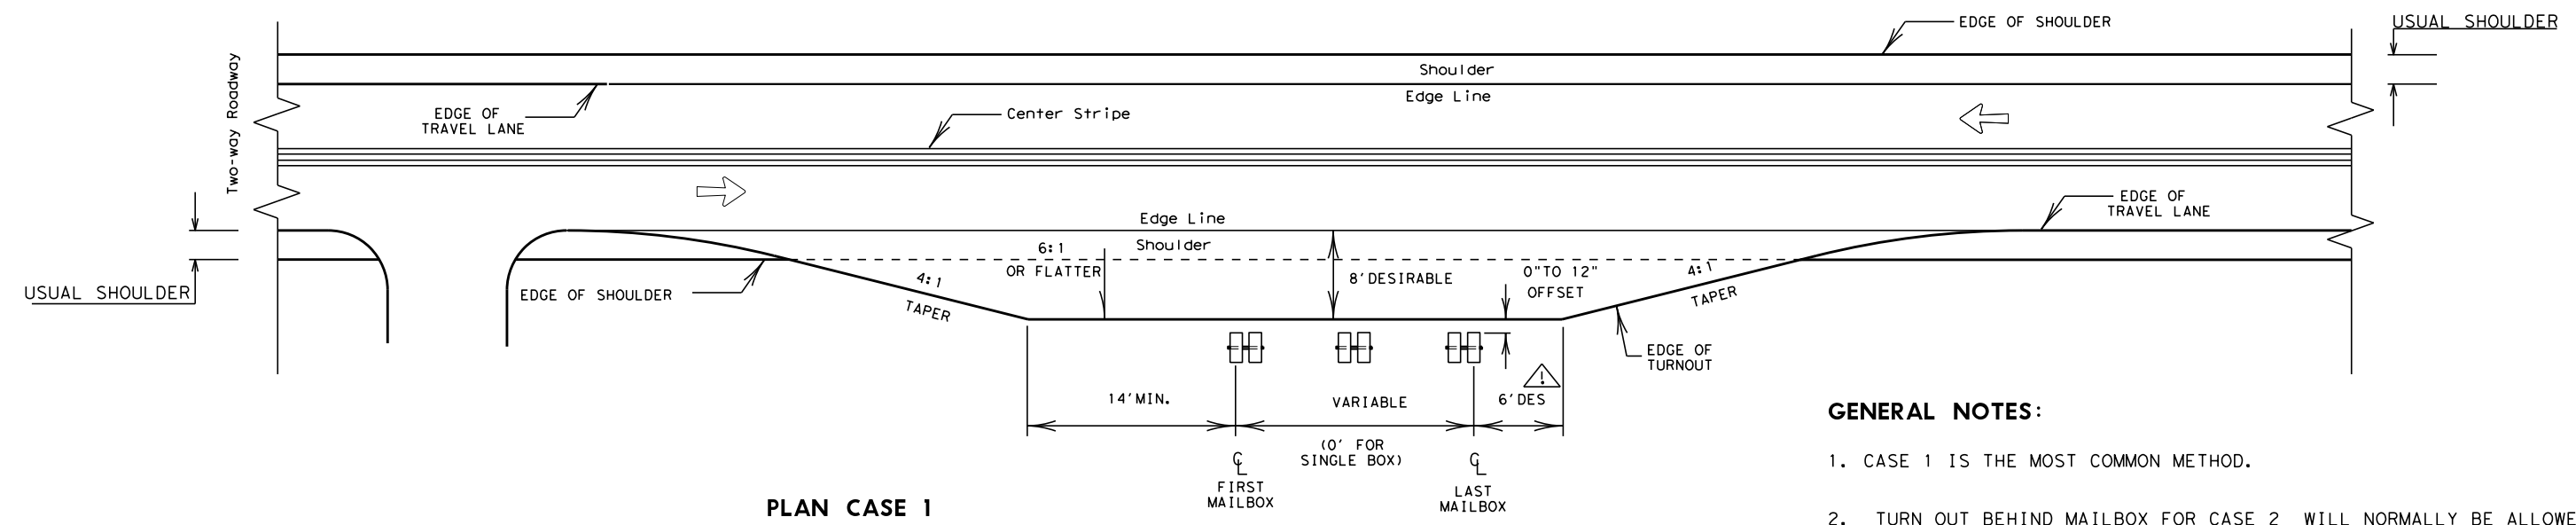 EDGE OF SHOULDER
USUAL SHOULDER
Two-way Roadway
Shoulder
Edge Line
EDGE OF
TRAVEL LANE
Center Stripe
EDGE OF
TRAVEL LANE
Edge Line
Shoulder
6:1
OR FLATTER
8' DESIRABLE
0"TO 12"
OFFSET
4:1
TAPER
4:1
TAPER
USUAL SHOULDER
EDGE OF SHOULDER
EDGE OF
TURNOUT
!
14'MIN.
VARIABLE
6'DES
(0' FOR
SINGLE BOX)
CL
FIRST
MAILBOX
CL
LAST
MAILBOX
PLAN CASE 1
GENERAL NOTES:
1. CASE 1 IS THE MOST COMMON METHOD.
2. TURN OUT BEHIND MAILBOX FOR CASE 2 WILL NORMALLY BE ALLOWE